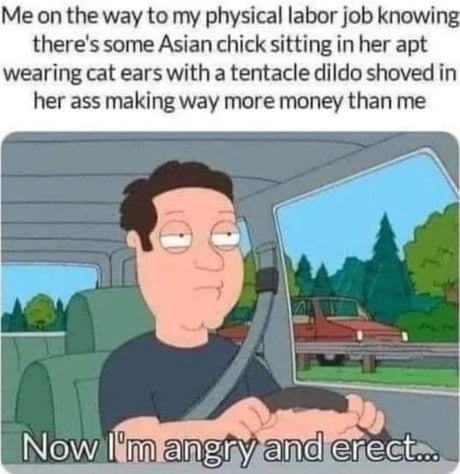 Me on the way to my physical labor job knowing
there's some Asian chick sitting in her apt
wearing cat ears with a tentacle dildo shoved in
her ass making way more money than me
Now I'm angry and erect...